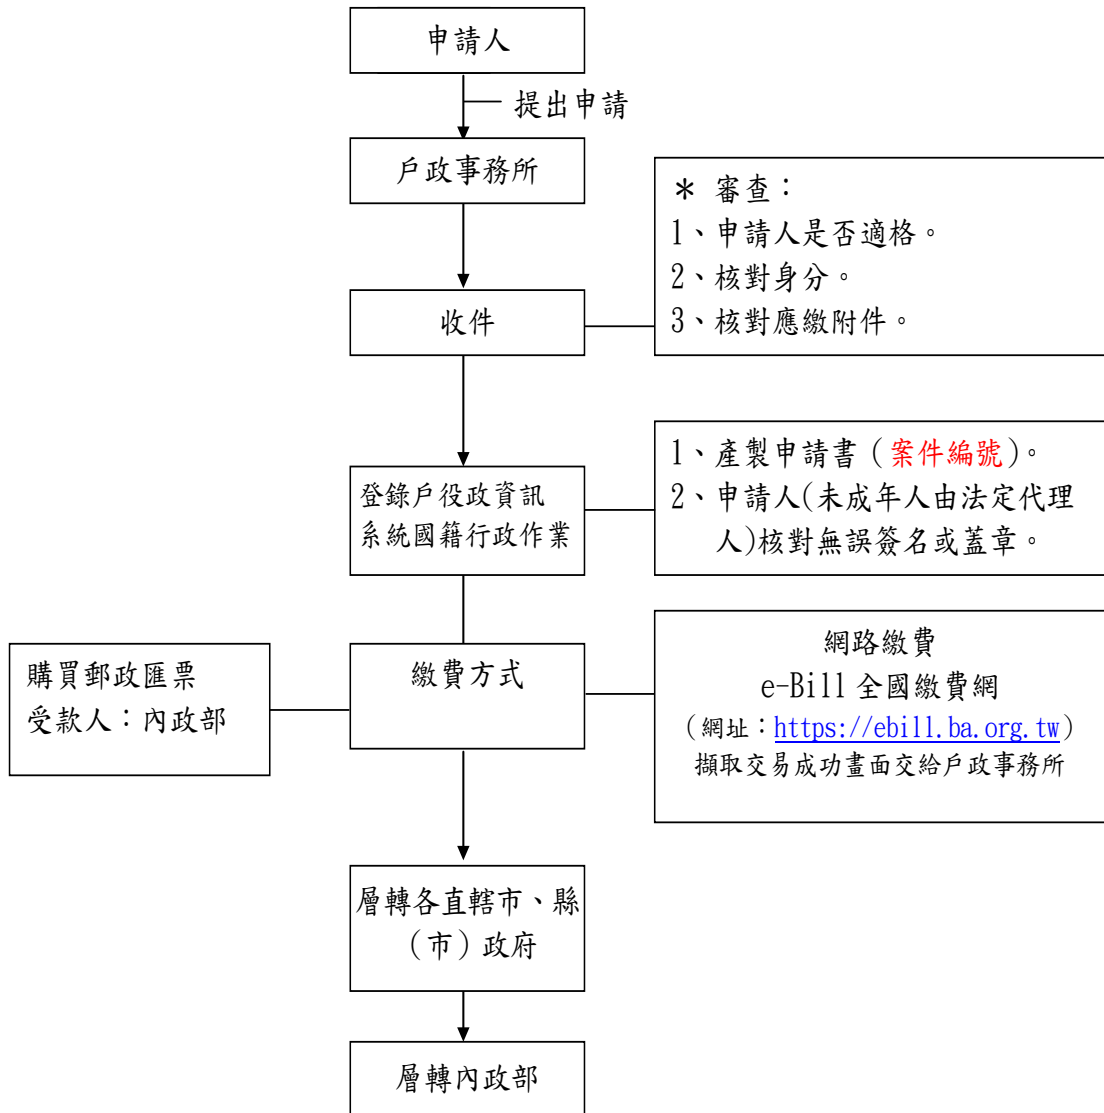 申請人
提出申請
戶政事務所
＊ 審查：
1、申請人是否適格。
2、核對身分。
3、核對應繳附件。
收件
1、產製申請書（案件編號）。
2、申請人(未成年人由法定代理
人)核對無誤簽名或蓋章。
登錄戶役政資訊
系統國籍行政作業
購買郵政匯票
受款人：內政部
繳費方式
網路繳費
e-Bill 全國繳費網
（網址：https://ebill.ba.org.tw）
擷取交易成功畫面交給戶政事務所
層轉各直轄市、縣
（市）政府
層轉內政部